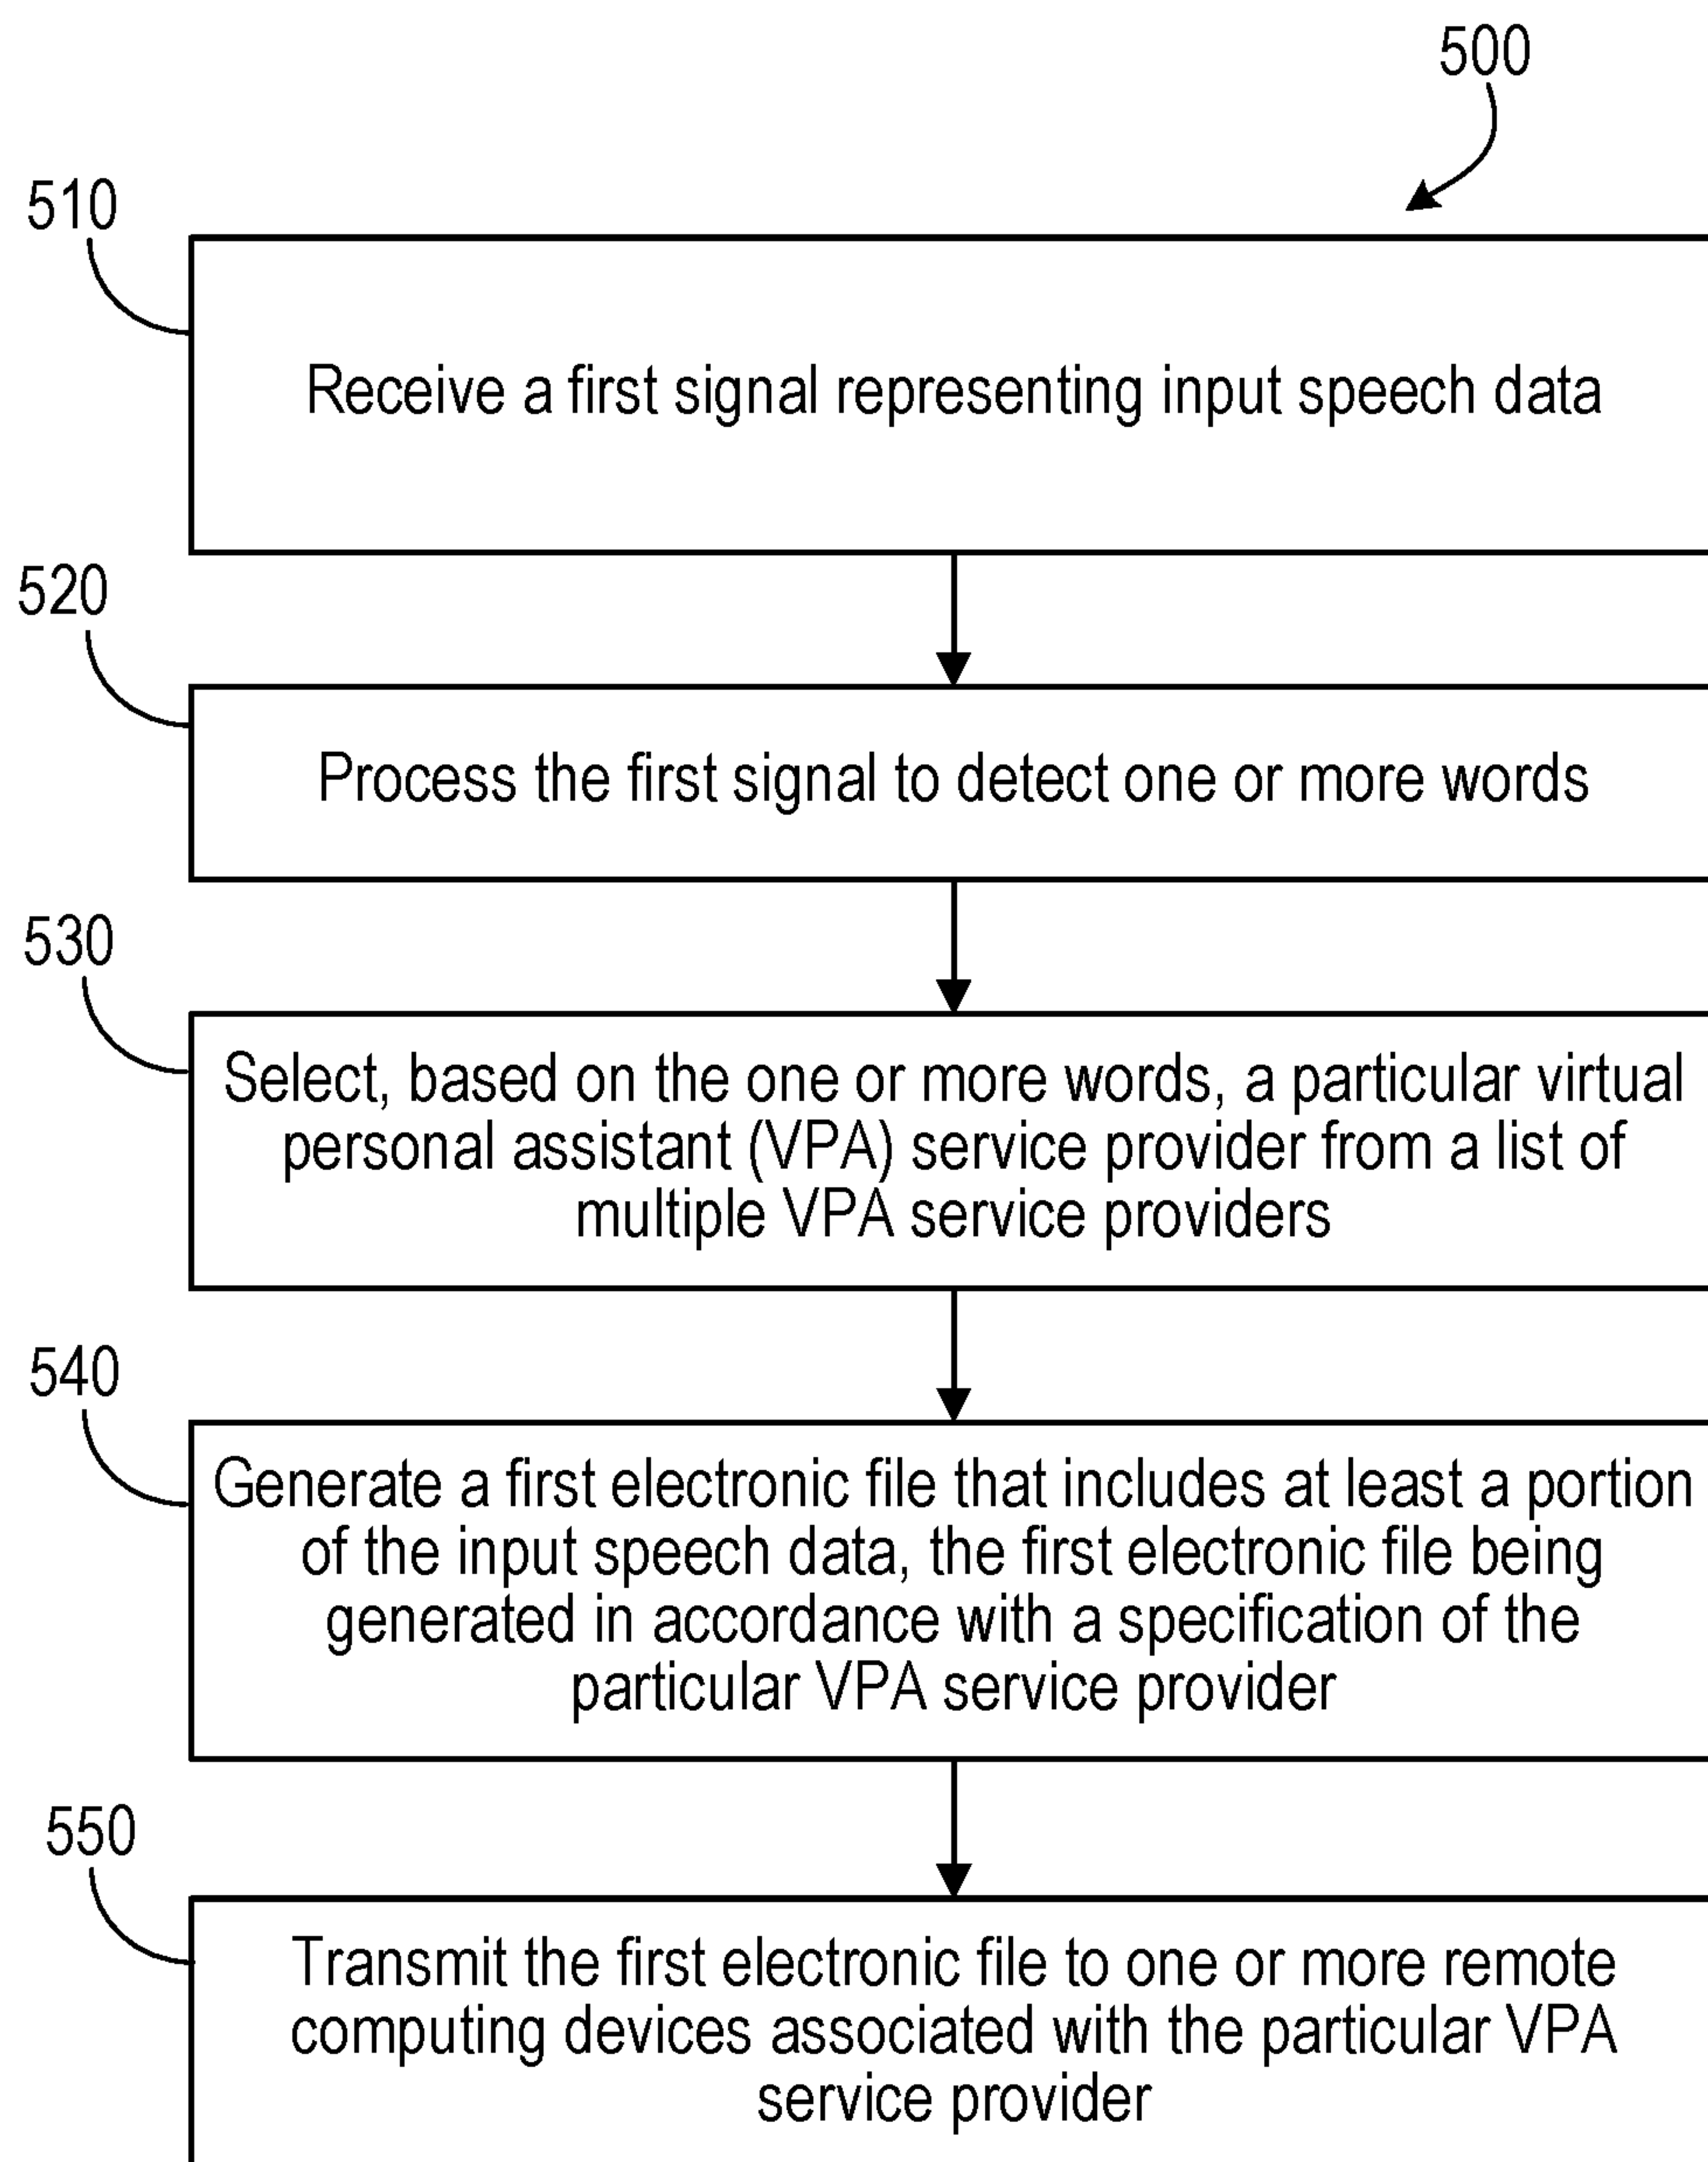 500
510
Receive a first signal representing input speech data
520
Process the first signal to detect one or more words
530
Select, based on the one or more words, a particular virtual
personal assistant (VPA) service provider from a list of
multiple VPA service providers
540
Generate a first electronic file that includes at least a portion
of the input speech data, the first electronic file being
generated in accordance with a specification of the
particular VPA service provider
550
Transmit the first electronic file to one or more remote
computing devices associated with the particular VPA
service provider